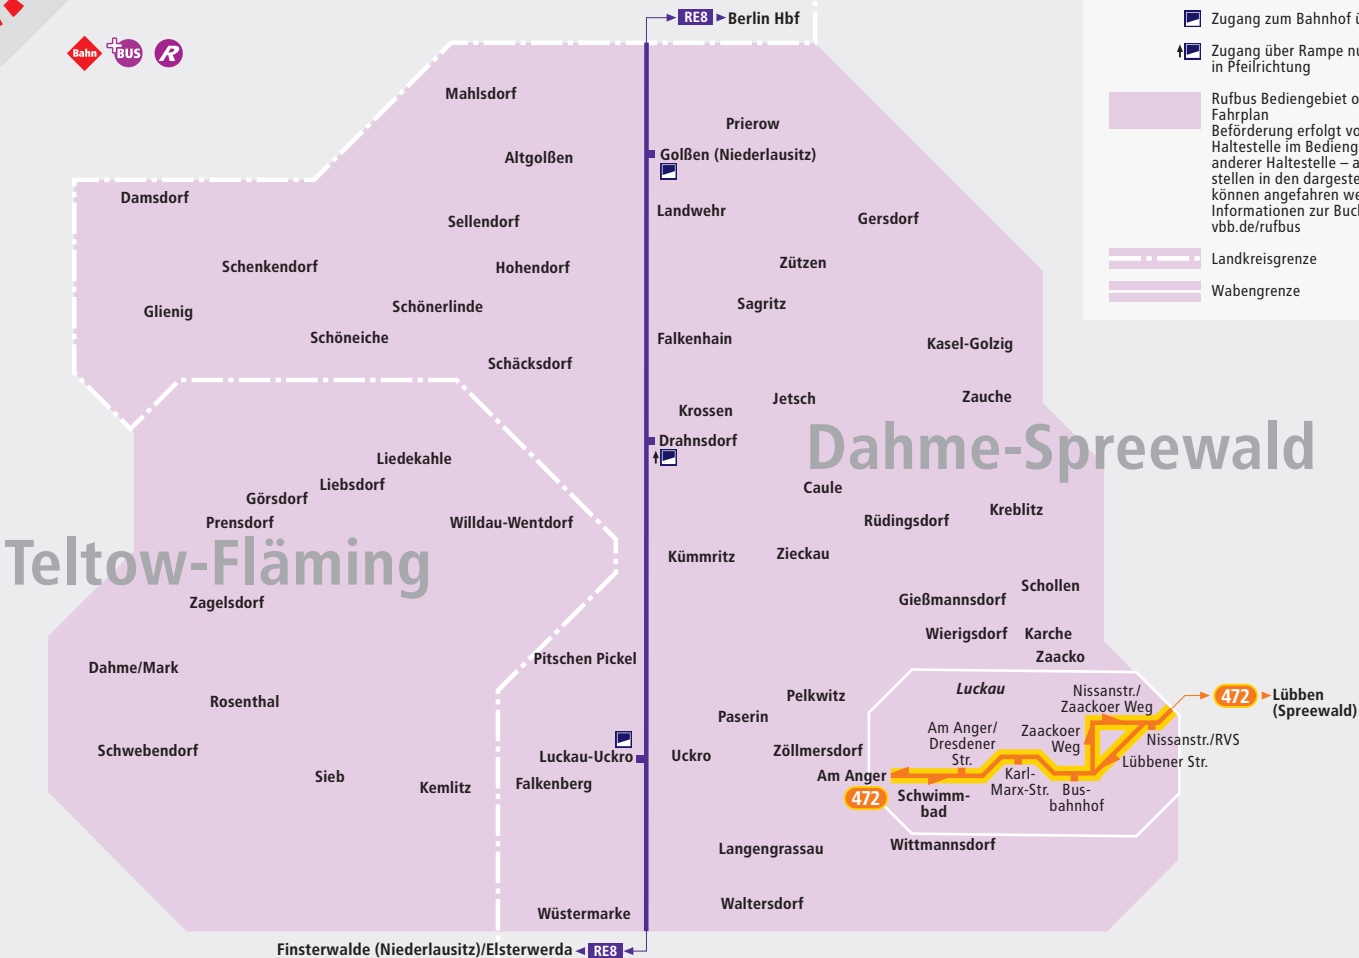 RE8 Berlin Hbf
Bahn +BUS R
Zugang zum Bahnhof
Zugang über Rampe
in Pfeilrichtung
Rufbus Bediengebiet
Fahrplan
Beförderung erfolgt
Haltestelle im
anderer Haltestelle –
stellen in den
können angefahren
Informationen zur
vbb.de/rufbus
Landkreisgrenze
Wabengrenze
Mahlsdorf
Prierow
Altgolßen
Golßen (Niederlausitz)
Damsdorf
Landwehr
Sellendorf
Gersdorf
Schenkendorf
Hohendorf
Zützen
Glienig
Schönerlinde
Sagritz
Schöneiche
Falkenhain
Kasel-Golzig
Schäcksdorf
Krossen
Jetsch
Zauche
Drahnsdorf
Dahme-Spreewald
Liedekahle
Liebsdorf
Görsdorf
Prensdorf
Willdau-Wentdorf
Caule
Rüdingsdorf
Kreblitz
Teltow-Fläming
Kümmritz
Zieckau
Zagelsdorf
Gießmannsdorf
Schollen
Wierigsdorf
Karche
Zaacko
Dahme/Mark
Pitschen Pickel
Rosenthal
Pelkwitz
Paserin
Luckau
Nissanstr./
Zaackoer Weg
472
Lübben
(Spreewald)
Schwebendorf
Sieb
Kemlitz
Luckau-Uckro
Falkenberg
Uckro
Zöllmersdorf
Am Anger/
Dresdener
Str.
Zaackoer
Weg
Nissanstr./RVS
Lübbener Str.
Am Anger
472
Schwimm-
bad
Karl-
Marx-Str.
Bus-
bahnhof
Langengrassau
Wittmannsdorf
Waltersdorf
Wüstermarke
Finsterwalde (Niederlausitz)/Elsterwerda RE8